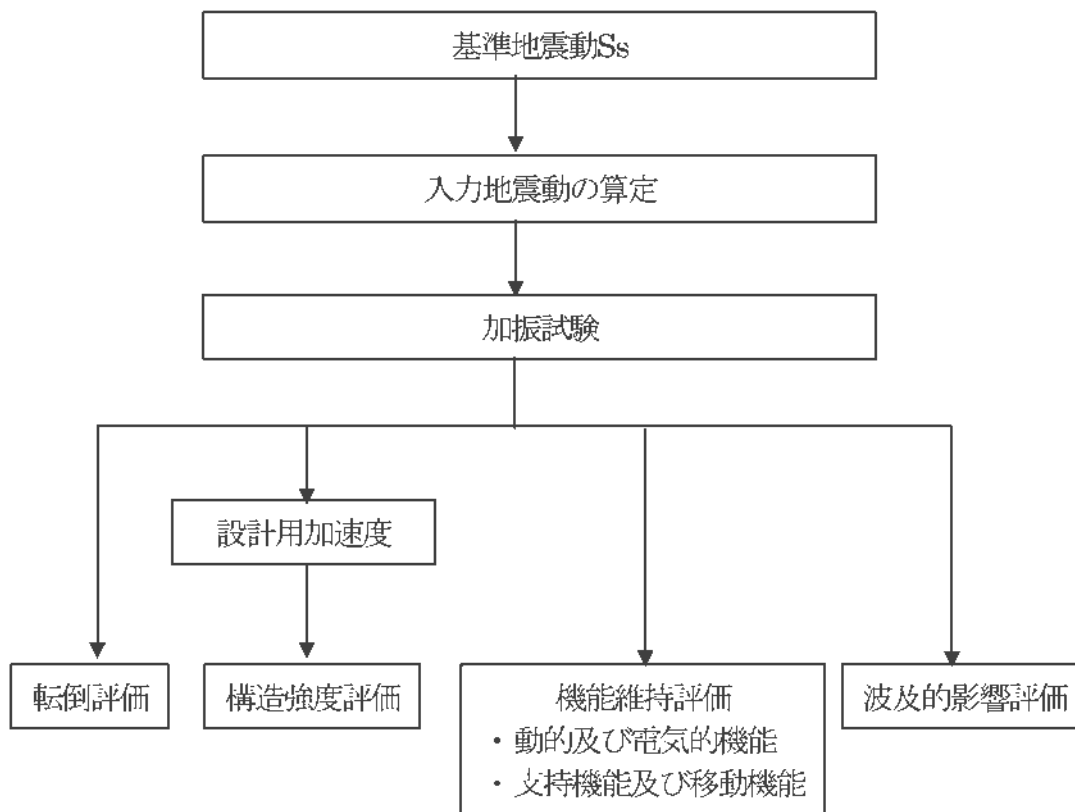 基準地震動Ss
入力地震動の算定
加振試験
設計用加速度
転倒評価
構造強度評価
機能維持評価
・動的及び電気的機能
・支持機能及び移動機能
波及的影響評価